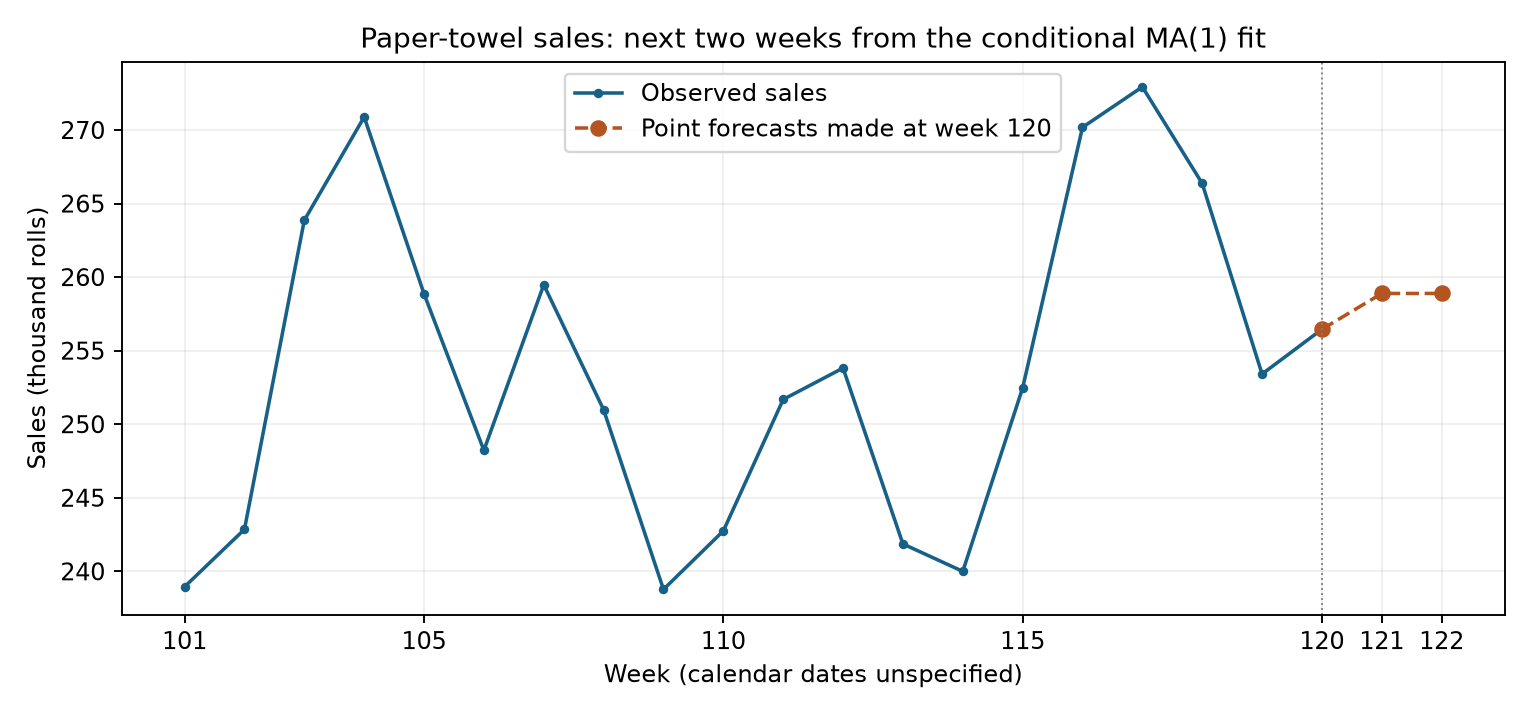 Paper-towel sales: next two weeks from the conditional MA(1) fit
Observed sales
Point forecasts made at week 120
Sales (thousand rolls)
270
265
260
255
250
245
240
101 105 110 115 120 121 122
Week (calendar dates unspecified)